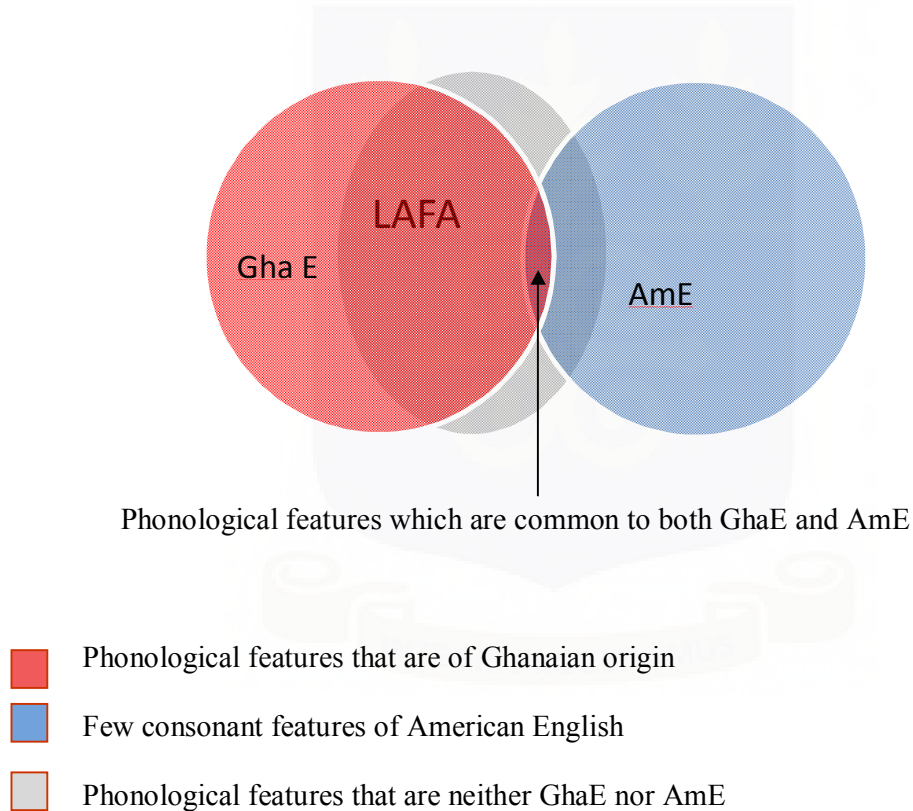 LAFA
Gha E
AmE
Phonological features which are common to both GhaE and AmE
Phonological features that are of Ghanaian origin
Few consonant features of American English
Phonological features that are neither GhaE nor AmE